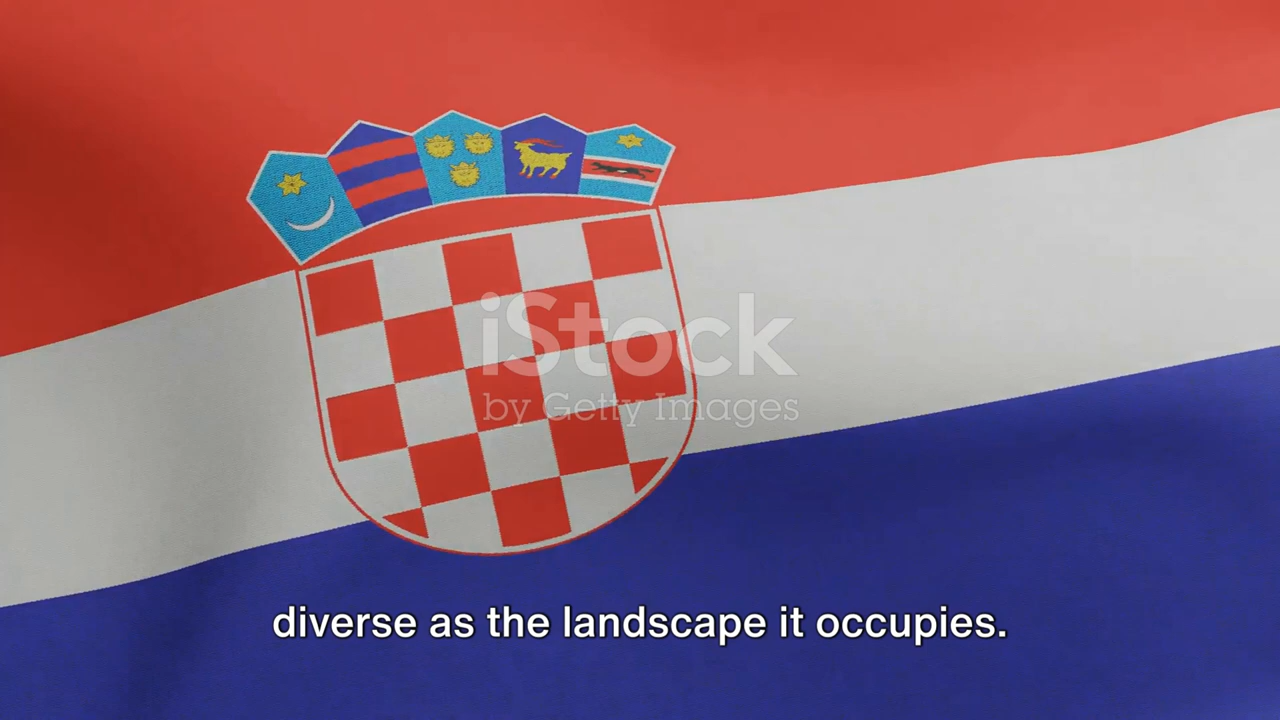 iStock
by Getty Images
diverse as the landscape it occupies.